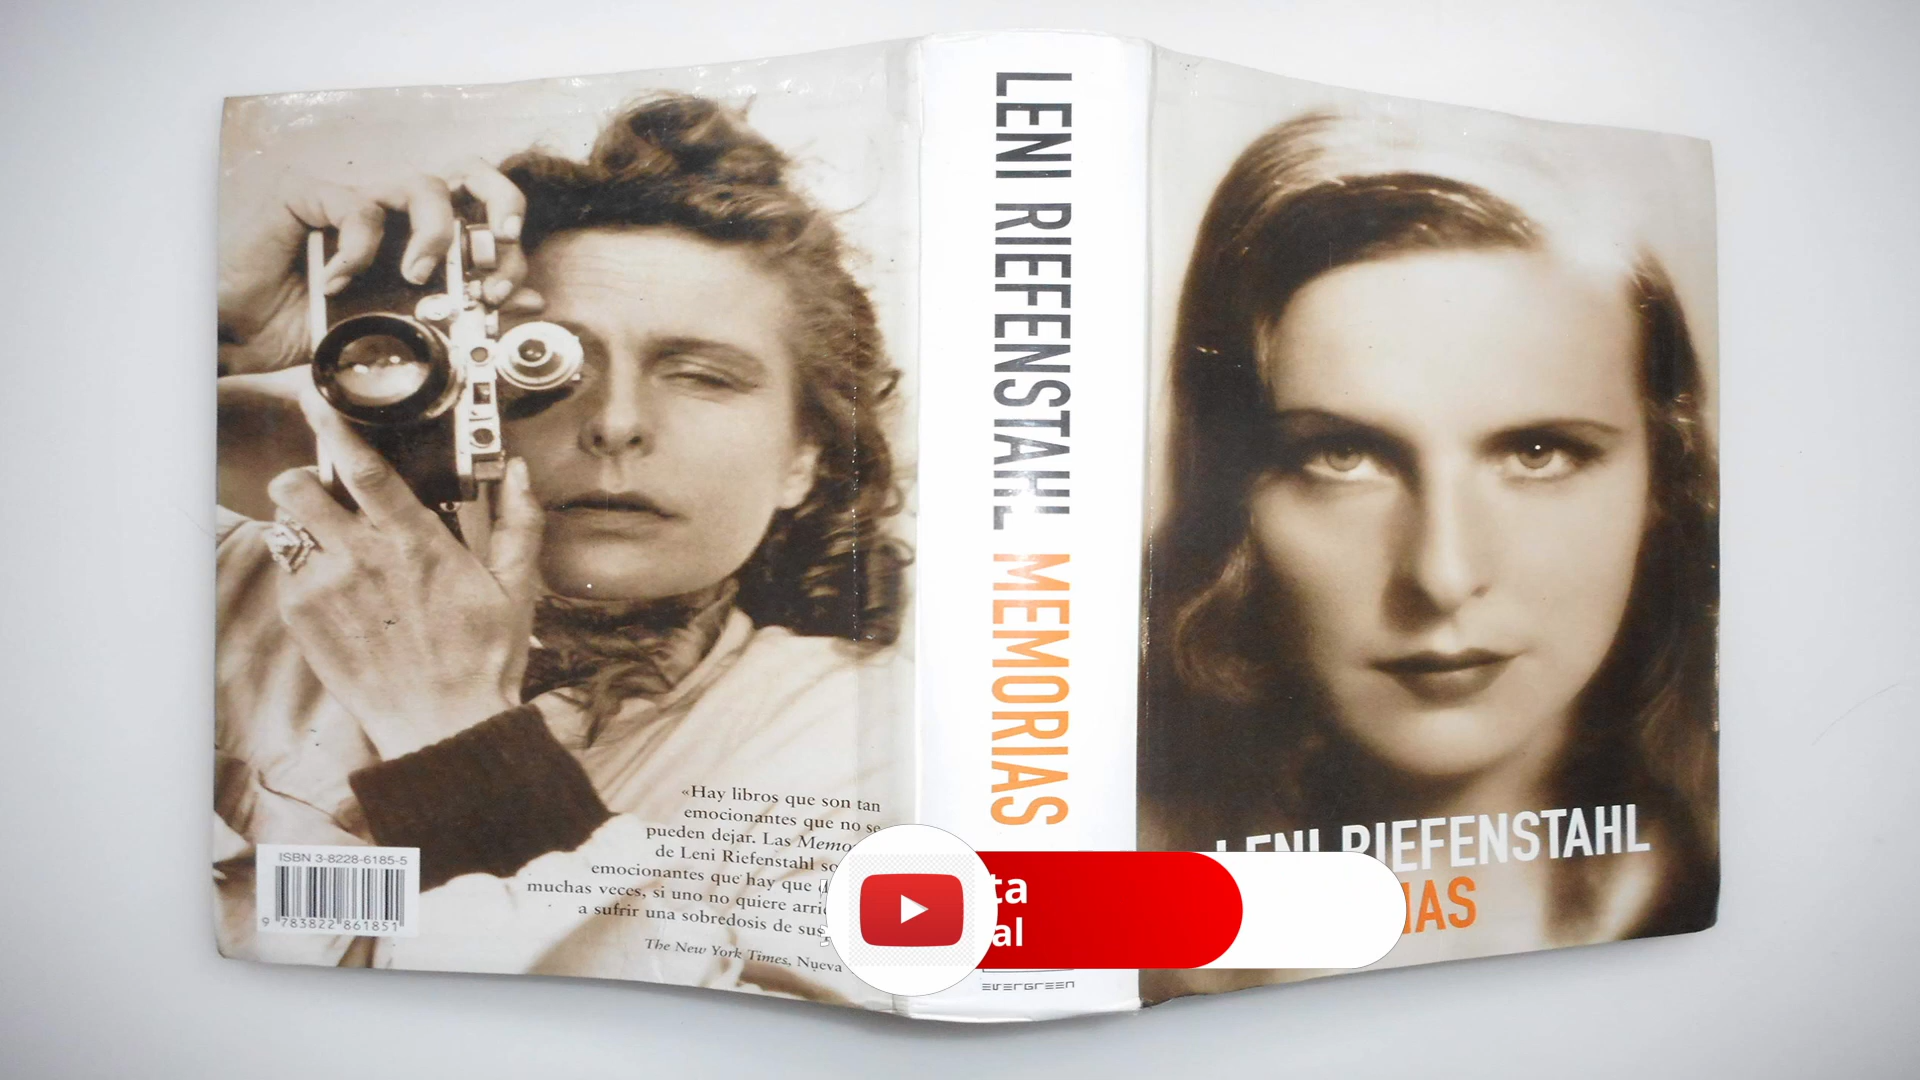 «Hay libros que son tan
emocionantes que no se
pueden dejar. Las
de Leni Riefenstahl
emocionantes que hay que
muchas veces, si uno no quiere
a sufrir una sobredosis de
The New York Times, Nueva
ISBN 3-8228-6185-5
9 783822 861851
LENI RIEFENSTAHL MEMORIAS
EVERGREEN
LENI RIEFENSTAHL